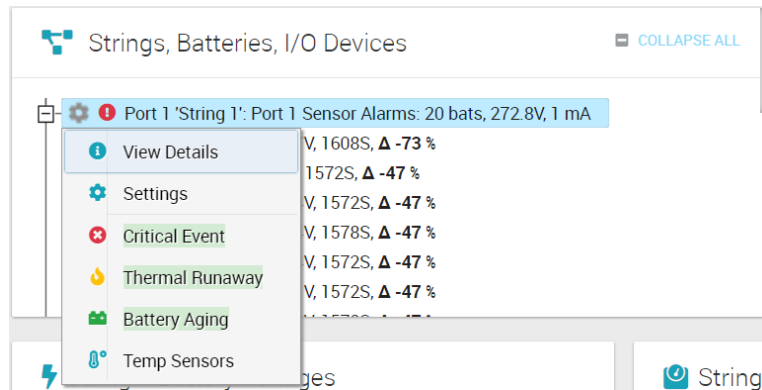 Strings, Batteries, I/O Devices
COLLAPSE ALL
Port 1 'String 1': Port 1 Sensor Alarms: 20 bats, 272.8V, 1 mA
View Details
V, 1608S, Δ -73 %
1572S, Δ -47 %
Settings
V, 1572S, Δ -47 %
Critical Event
V, 1578S, Δ -47 %
V, 1572S, Δ -47 %
Thermal Runaway
V, 1572S, Δ -47 %
Battery Aging
Temp Sensors
String